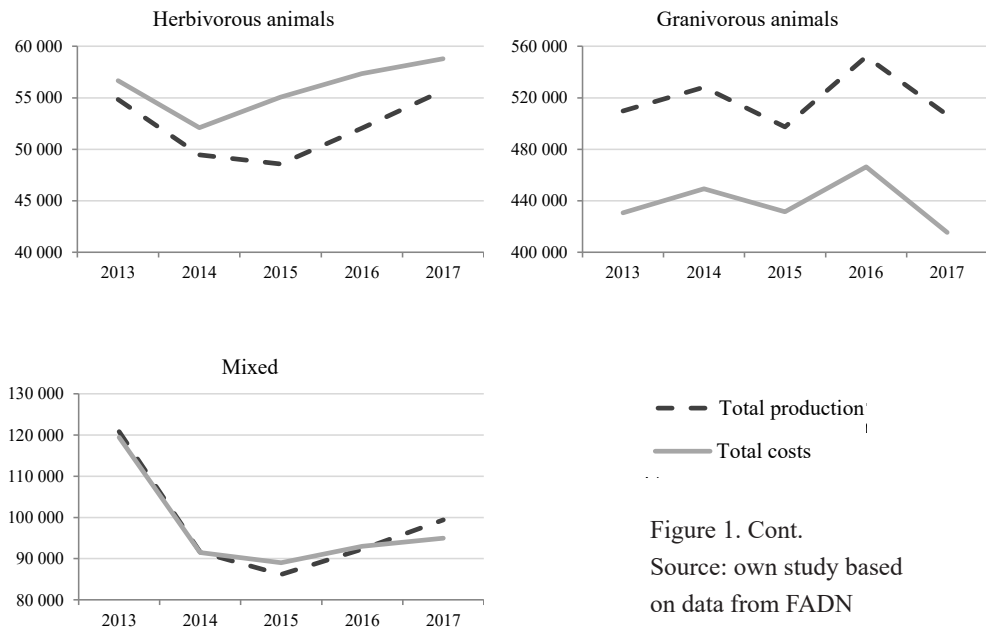 Herbivorous animals
60 000
55 000
50 000
45 000
40 000
2013 2014 2015 2016 2017
Granivorous animals
560 000
520 000
480 000
440 000
400 000
2013 2014 2015 2016 2017
Mixed
130 000
120 000
110 000
100 000
90 000
80 000
2013 2014 2015 2016 2017
Total production
Total costs
Figure 1. Cont.
Source: own study based
on data from FADN